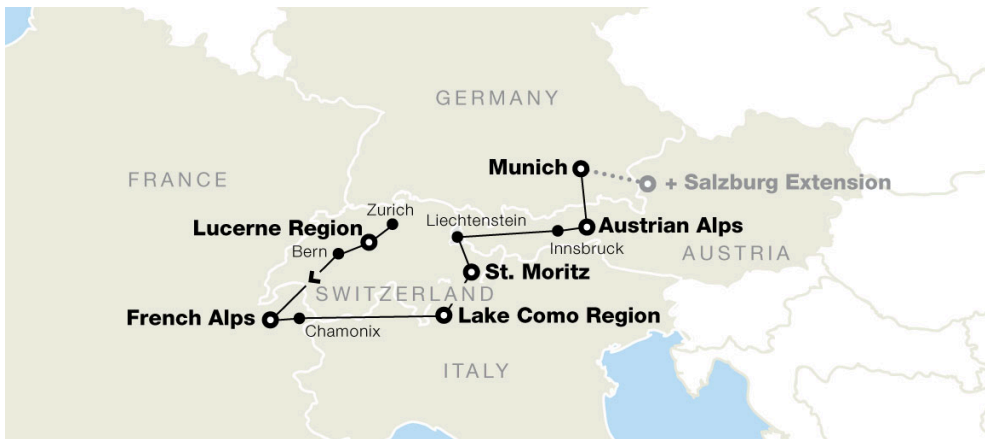 GERMANY
Munich
FRANCE
+ Salzburg Extension
Zurich
Liechtenstein
Lucerne Region
Austrian Alps
Bern
Innsbruck
AUSTRIA
St. Moritz
SWITZERLAND
French Alps
Lake Como Region
Chamonix
ITALY